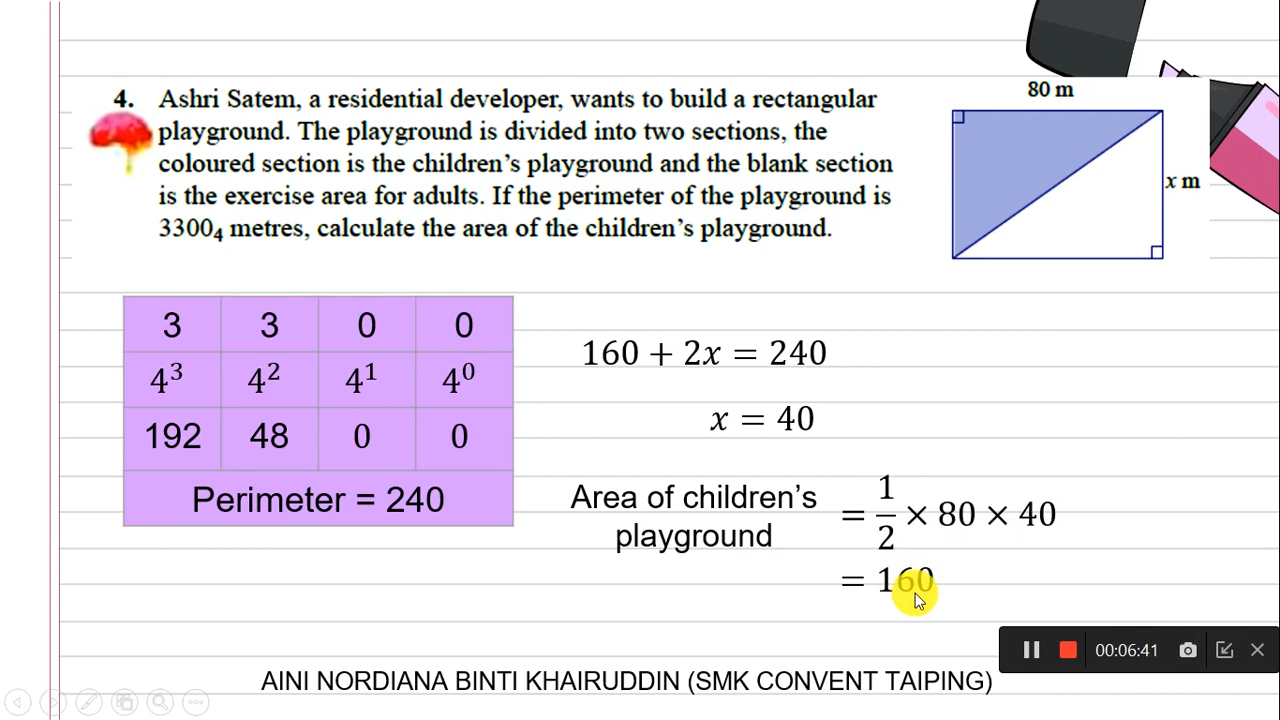 80 m
4. Ashri Satem, a residential developer, wants to build a rectangular
playground. The playground is divided into two sections, the
coloured section is the children's playground and the blank section
is the exercise area for adults. If the perimeter of the playground is
3300₄ metres, calculate the area of the children's playground.
x m
3 3 0 0
4³ 4² 4¹ 4⁰
192 48 0 0
Perimeter = 240
160 + 2x = 240
x = 40
Area of children's
playground
= 1/2 × 80 × 40
= 160
00:06:41
AINI NORDIANA BINTI KHAIRUDDIN (SMK CONVENT TAIPING)